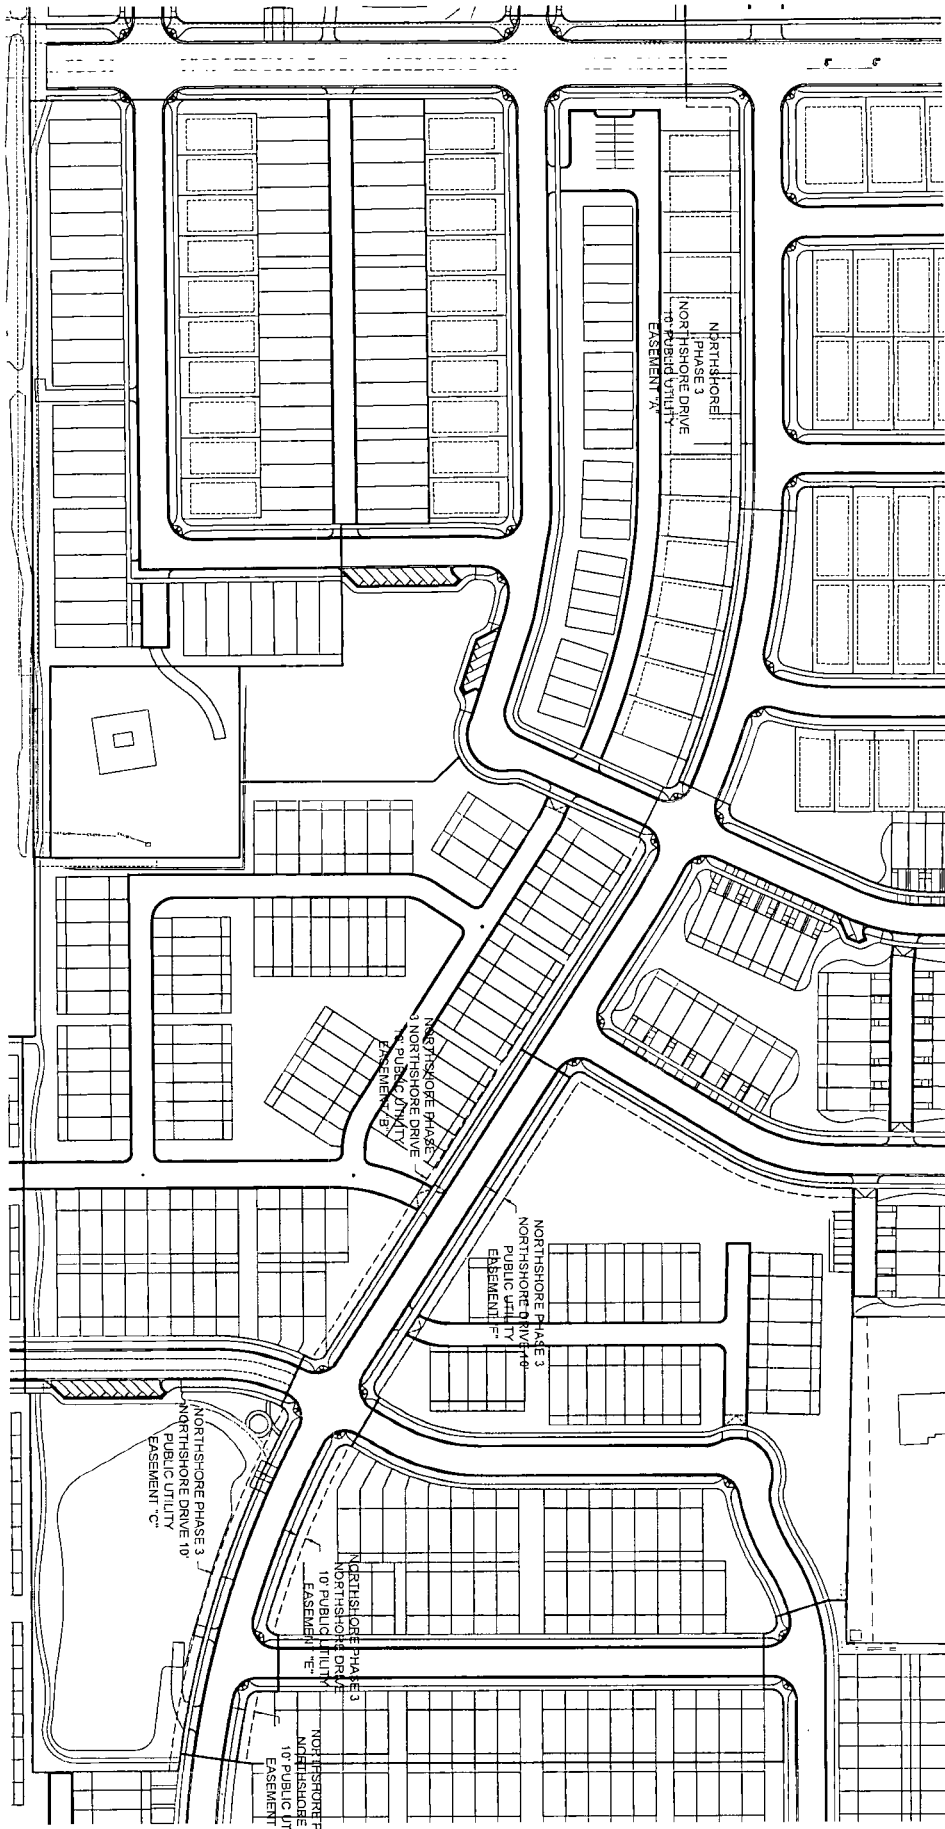 NORTHSHORE
PHASE 3
NORTHSHORE DRIVE
10' PUBLIC UTILITY
EASEMENT "A"
NORTHSHORE PHASE
3 NORTHSHORE DRIVE
10' PUBLIC UTILITY
EASEMENT "B"
NORTHSHORE PHASE 3
NORTHSHORE DRIVE 10'
PUBLIC UTILITY
EASEMENT "F"
NORTHSHORE PHASE 3
NORTHSHORE DRIVE 10'
PUBLIC UTILITY
EASEMENT "C"
NORTHSHORE PHASE 3
NORTHSHORE DRIVE
10' PUBLIC UTILITY
EASEMENT "E"
NORTHSHORE P
NORTHSHORE
10' PUBLIC UT
EASEMENT